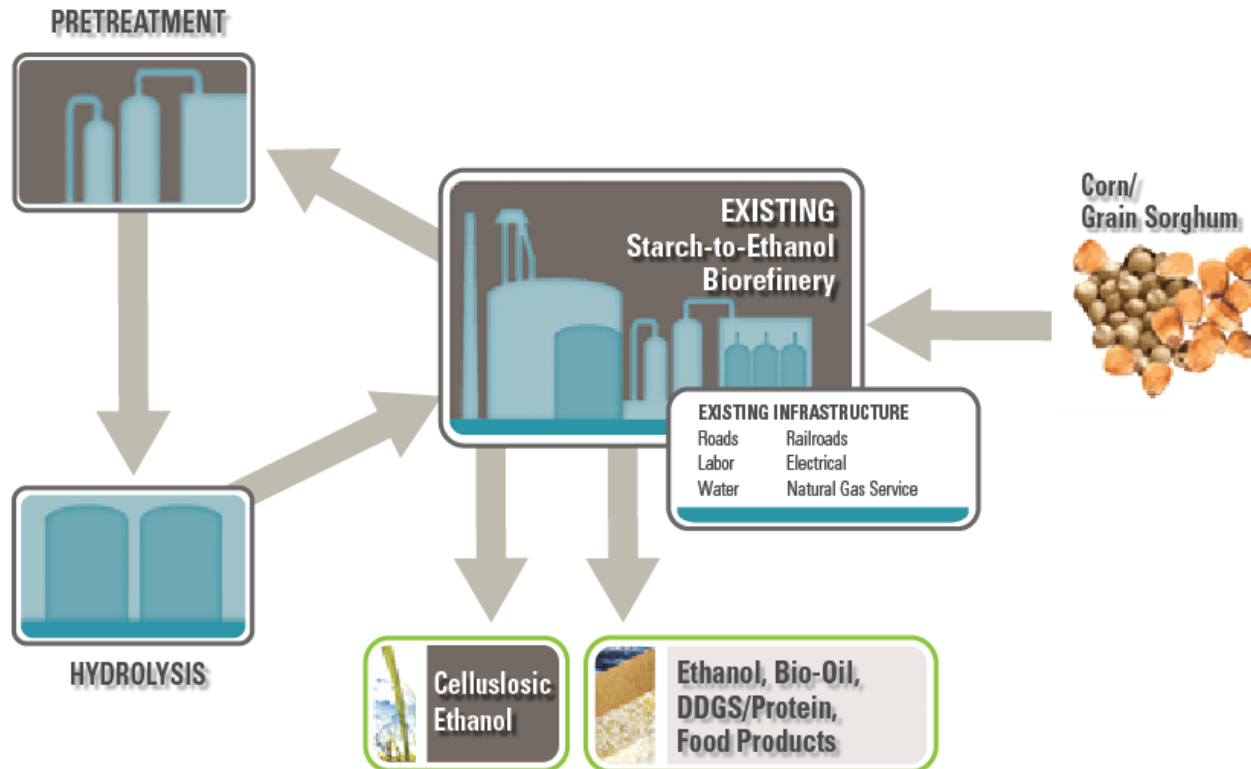 PRETREATMENT
EXISTING
Starch-to-Ethanol
Biorefinery
Corn/
Grain Sorghum
EXISTING INFRASTRUCTURE
Roads Railroads
Labor Electrical
Water Natural Gas Service
HYDROLYSIS
Celluslosic
Ethanol
Ethanol, Bio-Oil,
DDGS/Protein,
Food Products